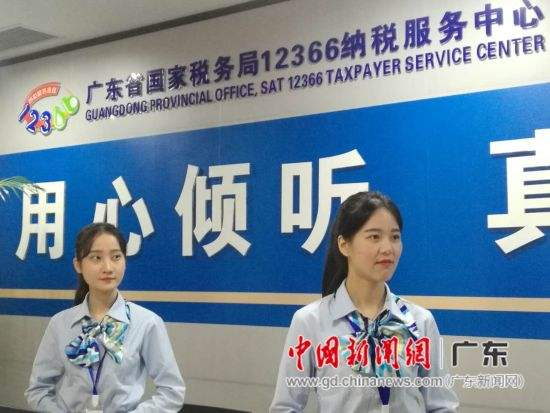 12366
广东省国家税务局12366纳税服务中心
GUANGDONG PROVINCIAL OFFICE, SAT 12366 TAXPAYER SERVICE CENTER
用心倾听 真
中国新闻網 广东
www.gd.chinanews.com(广东新闻网)